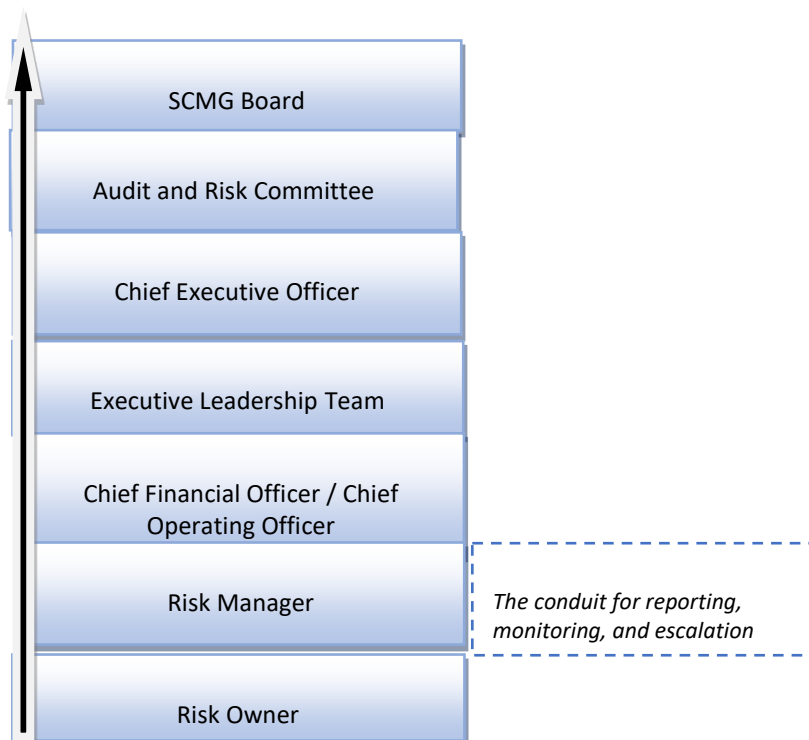 SCMG Board
Audit and Risk Committee
Chief Executive Officer
Executive Leadership Team
Chief Financial Officer / Chief
Operating Officer
Risk Manager
The conduit for reporting,
monitoring, and escalation
Risk Owner